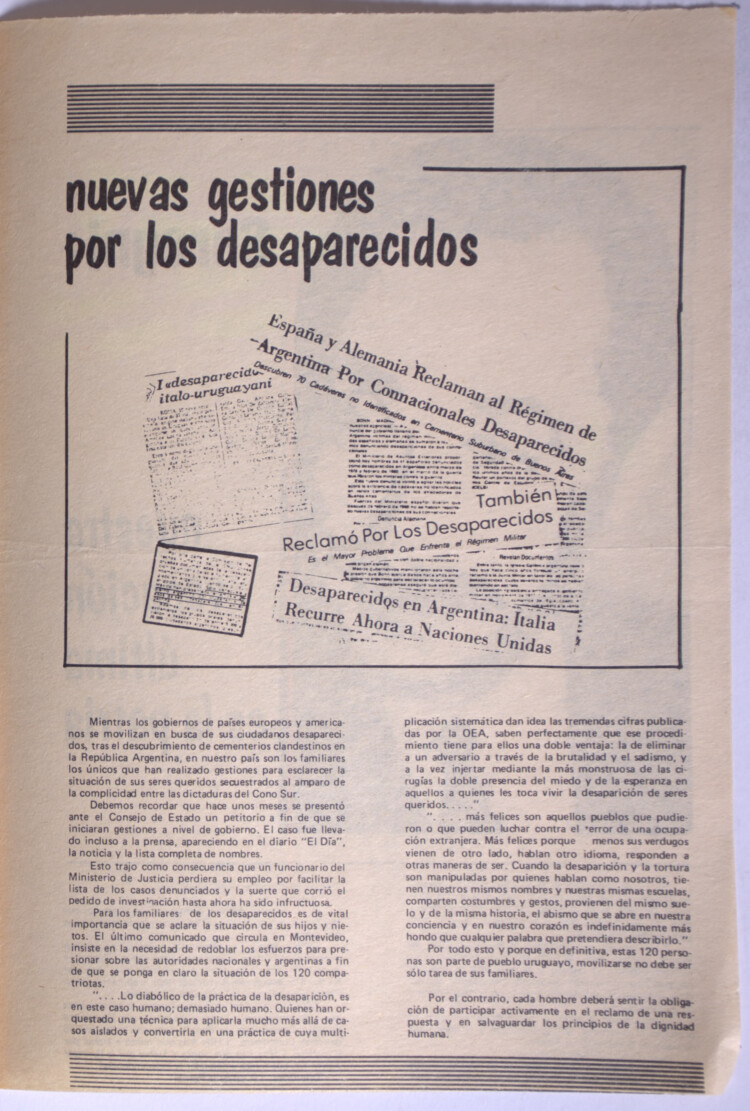 nuevas gestiones
por los desaparecidos
España y Alemania Reclaman al Régimen de
Argentina Por Connacionales Desaparecidos
Descubren 70 Cadáveres no Identificados en Cementerio Suburbano de Buenos Aires
desaparecidos
italo-uruguayani
También
Reclamó Por Los Desaparecidos
Es el Mayor Problema Que Enfrenta el Régimen Militar
Denuncia Alemana
Revisan Documentos
Desaparecidos en Argentina: Italia
Recurre Ahora a Naciones Unidas
Mientras los gobiernos de países europeos y america-
nos se movilizan en busca de sus ciudadanos desapareci-
dos, tras el descubrimiento de cementerios clandestinos en
la República Argentina, en nuestro país son los familiares
los únicos que han realizado gestiones para esclarecer la
situación de sus seres queridos secuestrados al amparo de
la complicidad entre las dictaduras del Cono Sur.
Debemos recordar que hace unos meses se presentó
ante el Consejo de Estado un petitorio a fin de que se
iniciaran gestiones a nivel de gobierno. El caso fue lleva-
do incluso a la prensa, apareciendo en el diario "El Día",
la noticia y la lista completa de nombres.
Esto trajo como consecuencia que un funcionario del
Ministerio de Justicia perdiera su empleo por facilitar la
lista de los casos denunciados y la suerte que corrió el
pedido de investigación hasta ahora ha sido infructuosa.
Para los familiares de los desaparecidos es de vital
importancia que se aclare la situación de sus hijos y nie-
tos. El último comunicado que circula en Montevideo,
insiste en la necesidad de redoblar los esfuerzos para pre-
sionar sobre las autoridades nacionales y argentinas a fin
de que se ponga en claro la situación de los 120 compa-
triotas.
". . . .Lo diabólico de la práctica de la desaparición, es
en este caso humano; demasiado humano. Quienes han or-
questado una técnica para aplicarla mucho más allá de ca-
sos aislados y convertirla en una práctica de cuya multi-
plicación sistemática dan idea las tremendas cifras publica-
das por la OEA, saben perfectamente que ese procedi-
miento tiene para ellos una doble ventaja: la de eliminar
a un adversario a través de la brutalidad y el sadismo, y
a la vez injertar mediante la más monstruosa de las ci-
rugías la doble presencia del miedo y de la esperanza en
aquellos a quienes les toca vivir la desaparición de seres
queridos. . . . ."
". . . . más felices son aquellos pueblos que pudie-
ron o que pueden luchar contra el terror de una ocupa-
ción extranjera. Más felices porque menos sus verdugos
vienen de otro lado, hablan otro idioma, responden a
otras maneras de ser. Cuando la desaparición y la tortura
son manipuladas por quienes hablan como nosotros, tie-
nen nuestros mismos nombres y nuestras mismas escuelas,
comparten costumbres y gestos, provienen del mismo sue-
lo y de la misma historia, el abismo que se abre en nuestra
conciencia y en nuestro corazón es indefinidamente más
hondo que cualquier palabra que pretendiera describirlo."
Por todo esto y porque en definitiva, estas 120 perso-
nas son parte de pueblo uruguayo, movilizarse no debe ser
sólo tarea de sus familiares.
Por el contrario, cada hombre deberá sentir la obliga-
ción de participar activamente en el reclamo de una res-
puesta y en salvaguardar los principios de la dignidad
humana.